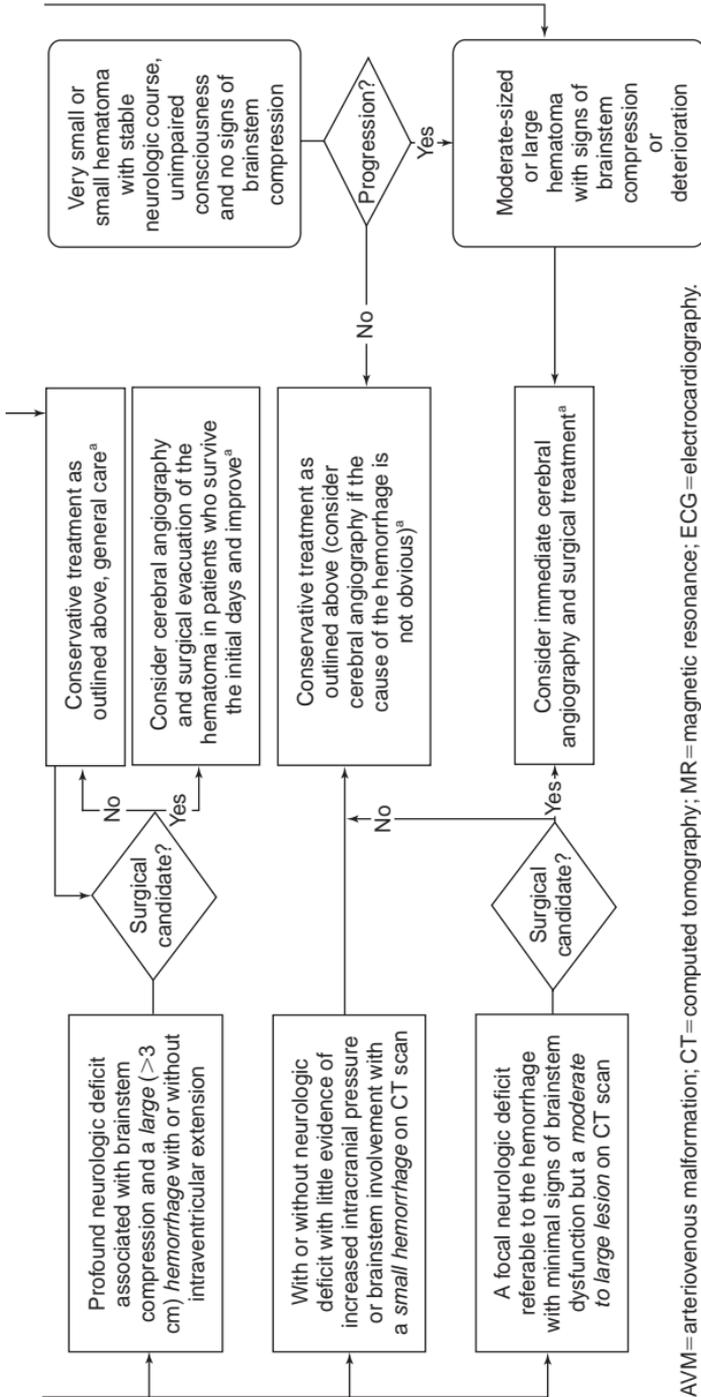 Profound neurologic deficit
associated with brainstem
compression and a large (>3
cm) hemorrhage with or without
intraventricular extension
Surgical
candidate?
No
Yes
Conservative treatment as
outlined above, general careᵃ
Consider cerebral angiography
and surgical evacuation of the
hematoma in patients who survive
the initial days and improveᵃ
Very small or
small hematoma
with stable
neurologic course,
unimpaired
consciousness
and no signs of
brainstem
compression
With or without neurologic
deficit with little evidence of
increased intracranial pressure
or brainstem involvement with
a small hemorrhage on CT scan
No
Conservative treatment as
outlined above (consider
cerebral angiography if the
cause of the hemorrhage is
not obvious)ᵃ
No
Progression?
Yes
A focal neurologic deficit
referable to the hemorrhage
with minimal signs of brainstem
dysfunction but a moderate
to large lesion on CT scan
Surgical
candidate?
Yes
Consider immediate cerebral
angiography and surgical treatmentᵃ
Moderate-sized
or large
hematoma
with signs of
brainstem
compression
or
deterioration
AVM=arteriovenous malformation; CT=computed tomography; MR=magnetic resonance; ECG=electrocardiography.